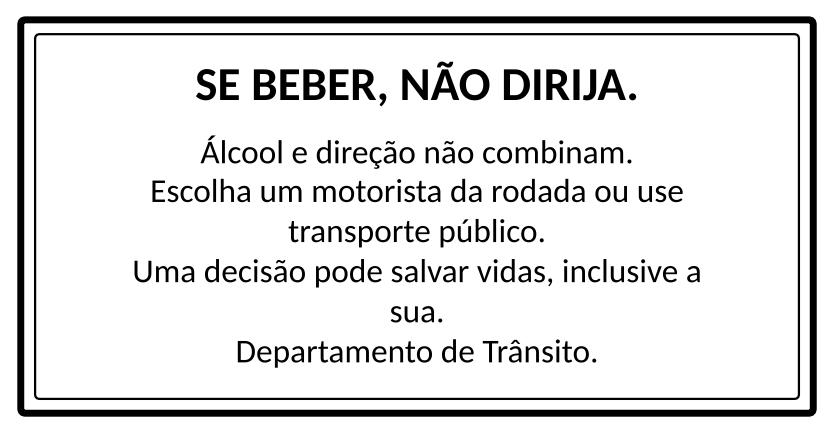 SE BEBER, NÃO DIRIJA.
Álcool e direção não combinam.
Escolha um motorista da rodada ou use
transporte público.
Uma decisão pode salvar vidas, inclusive a
sua.
Departamento de Trânsito.